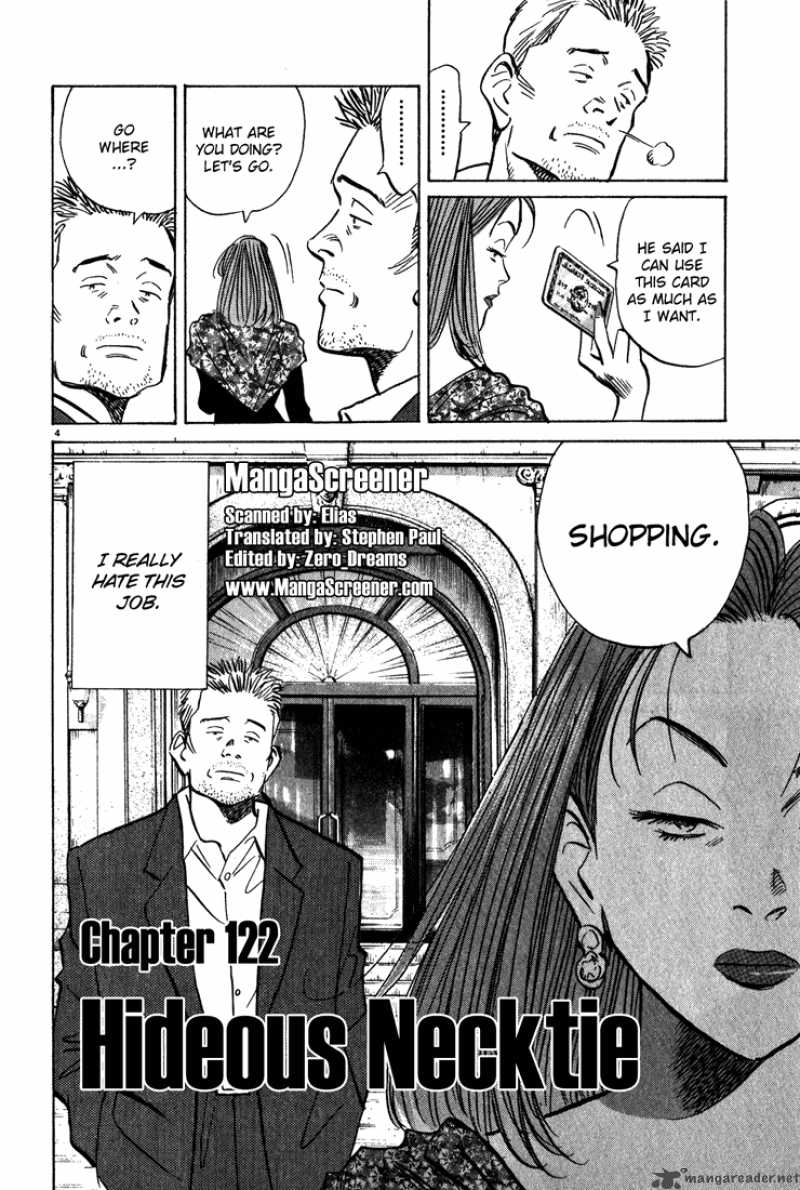 ..........
HE SAID I
CAN USE
THIS CARD
AS MUCH AS
I WANT.
WHAT ARE
YOU DOING?
LET'S GO.
GO
WHERE
...?
4
SHOPPING.
MangaScreener
Scanned by: Elias
Translated by: Stephen Paul
Edited by: Zero_Dreams
www.MangaScreener.com
I REALLY
HATE THIS
JOB.
Chapter 122
Hideous Necktie
mangareader.net